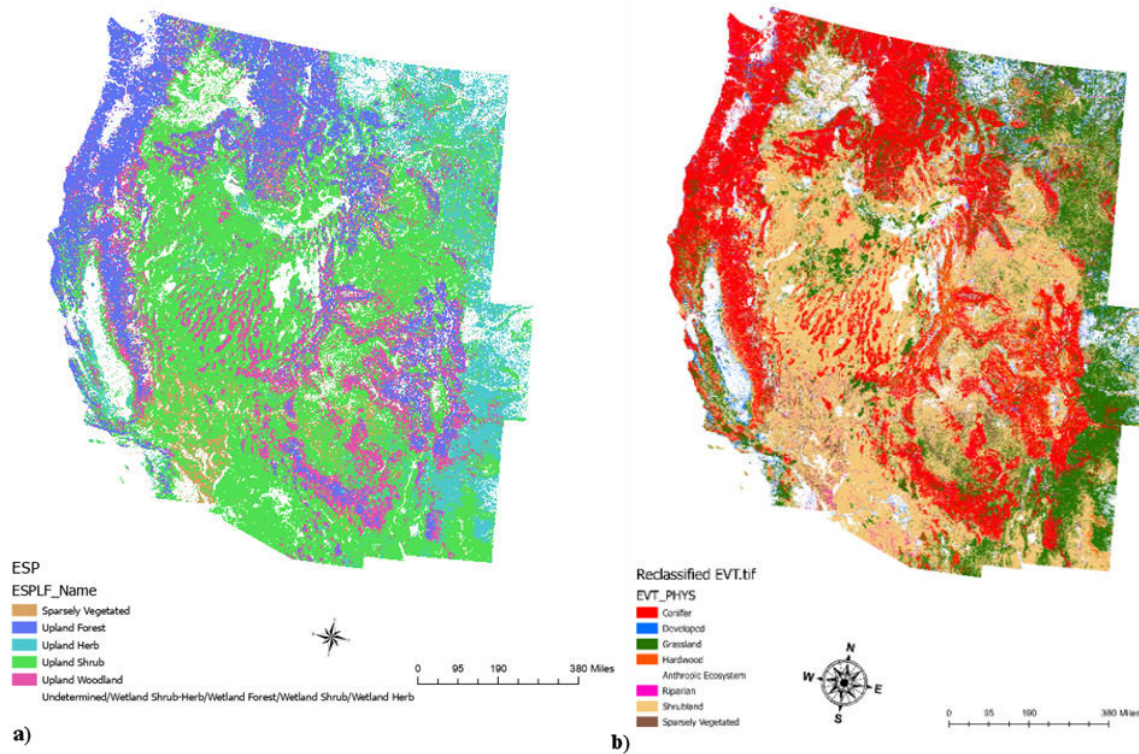 ESP
ESPLF_Name
Sparsely Vegetated
Upland Forest
Upland Herb
Upland Shrub
Upland Woodland
Undetermined/Wetland Shrub-Herb/Wetland Forest/Wetland Shrub/Wetland Herb
0 95 190 380 Miles
a)
Reclassified EVT.tif
EVT_PHYS
Conifer
Developed
Grassland
Hardwood
Anthropic Ecosystem
Riparian
Shrubland
Sparsely Vegetated
N
W E
S
0 95 190 380 Miles
b)